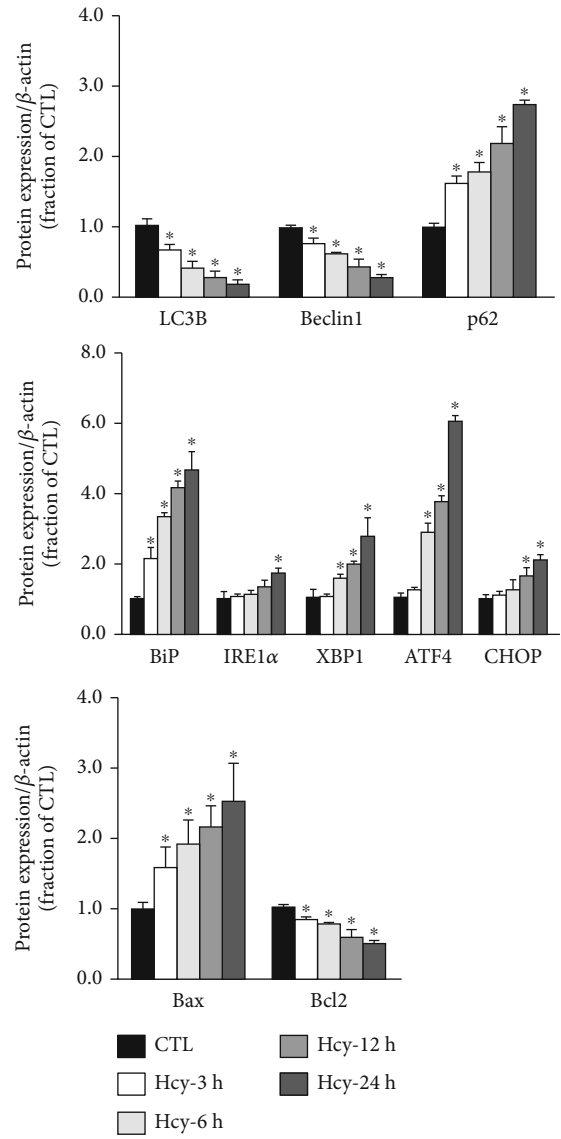 Protein expression/β-actin
(fraction of CTL)
4.0
3.0
2.0
1.0
0.0
* * * *
* * * *
* * * *
LC3B Beclin1 p62
Protein expression/β-actin
(fraction of CTL)
8.0
6.0
4.0
2.0
0.0
* * * *
*
* * *
* * *
* *
BiP IRE1α XBP1 ATF4 CHOP
Protein expression/β-actin
(fraction of CTL)
4.0
3.0
2.0
1.0
0.0
* * * *
* * * *
Bax Bcl2
CTL
Hcy-3 h
Hcy-6 h
Hcy-12 h
Hcy-24 h